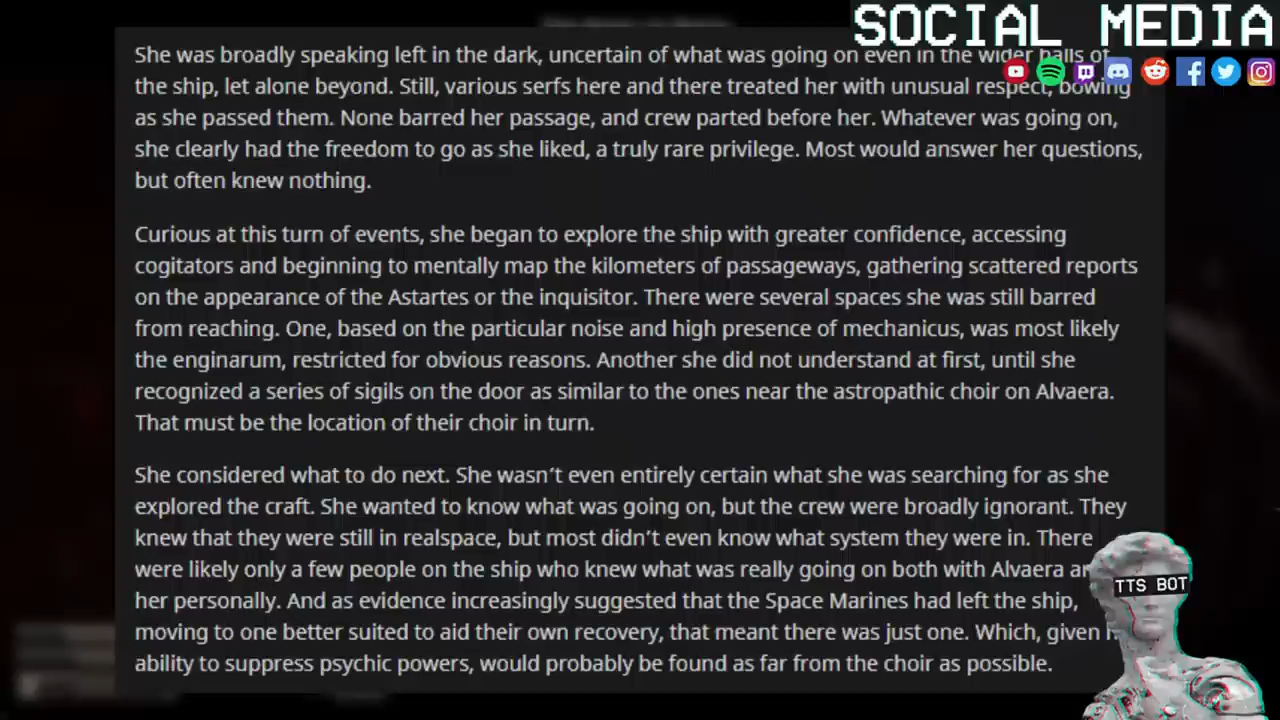 SOCIAL MEDIA
She was broadly speaking left in the dark, uncertain of what was going on even in the wider halls of
the ship, let alone beyond. Still, various serfs here and there treated her with unusual respect, bowing
as she passed them. None barred her passage, and crew parted before her. Whatever was going on,
she clearly had the freedom to go as she liked, a truly rare privilege. Most would answer her questions,
but often knew nothing.
Curious at this turn of events, she began to explore the ship with greater confidence, accessing
cogitators and beginning to mentally map the kilometers of passageways, gathering scattered reports
on the appearance of the Astartes or the inquisitor. There were several spaces she was still barred
from reaching. One, based on the particular noise and high presence of mechanicus, was most likely
the enginarum, restricted for obvious reasons. Another she did not understand at first, until she
recognized a series of sigils on the door as similar to the ones near the astropathic choir on Alvaera.
That must be the location of their choir in turn.
She considered what to do next. She wasn't even entirely certain what she was searching for as she
explored the craft. She wanted to know what was going on, but the crew were broadly ignorant. They
knew that they were still in realspace, but most didn't even know what system they were in. There
were likely only a few people on the ship who knew what was really going on both with Alvaera
her personally. And as evidence increasingly suggested that the Space Marines had left the ship,
moving to one better suited to aid their own recovery, that meant there was just one. Which, given
ability to suppress psychic powers, would probably be found as far from the choir as possible.
TTS BOT